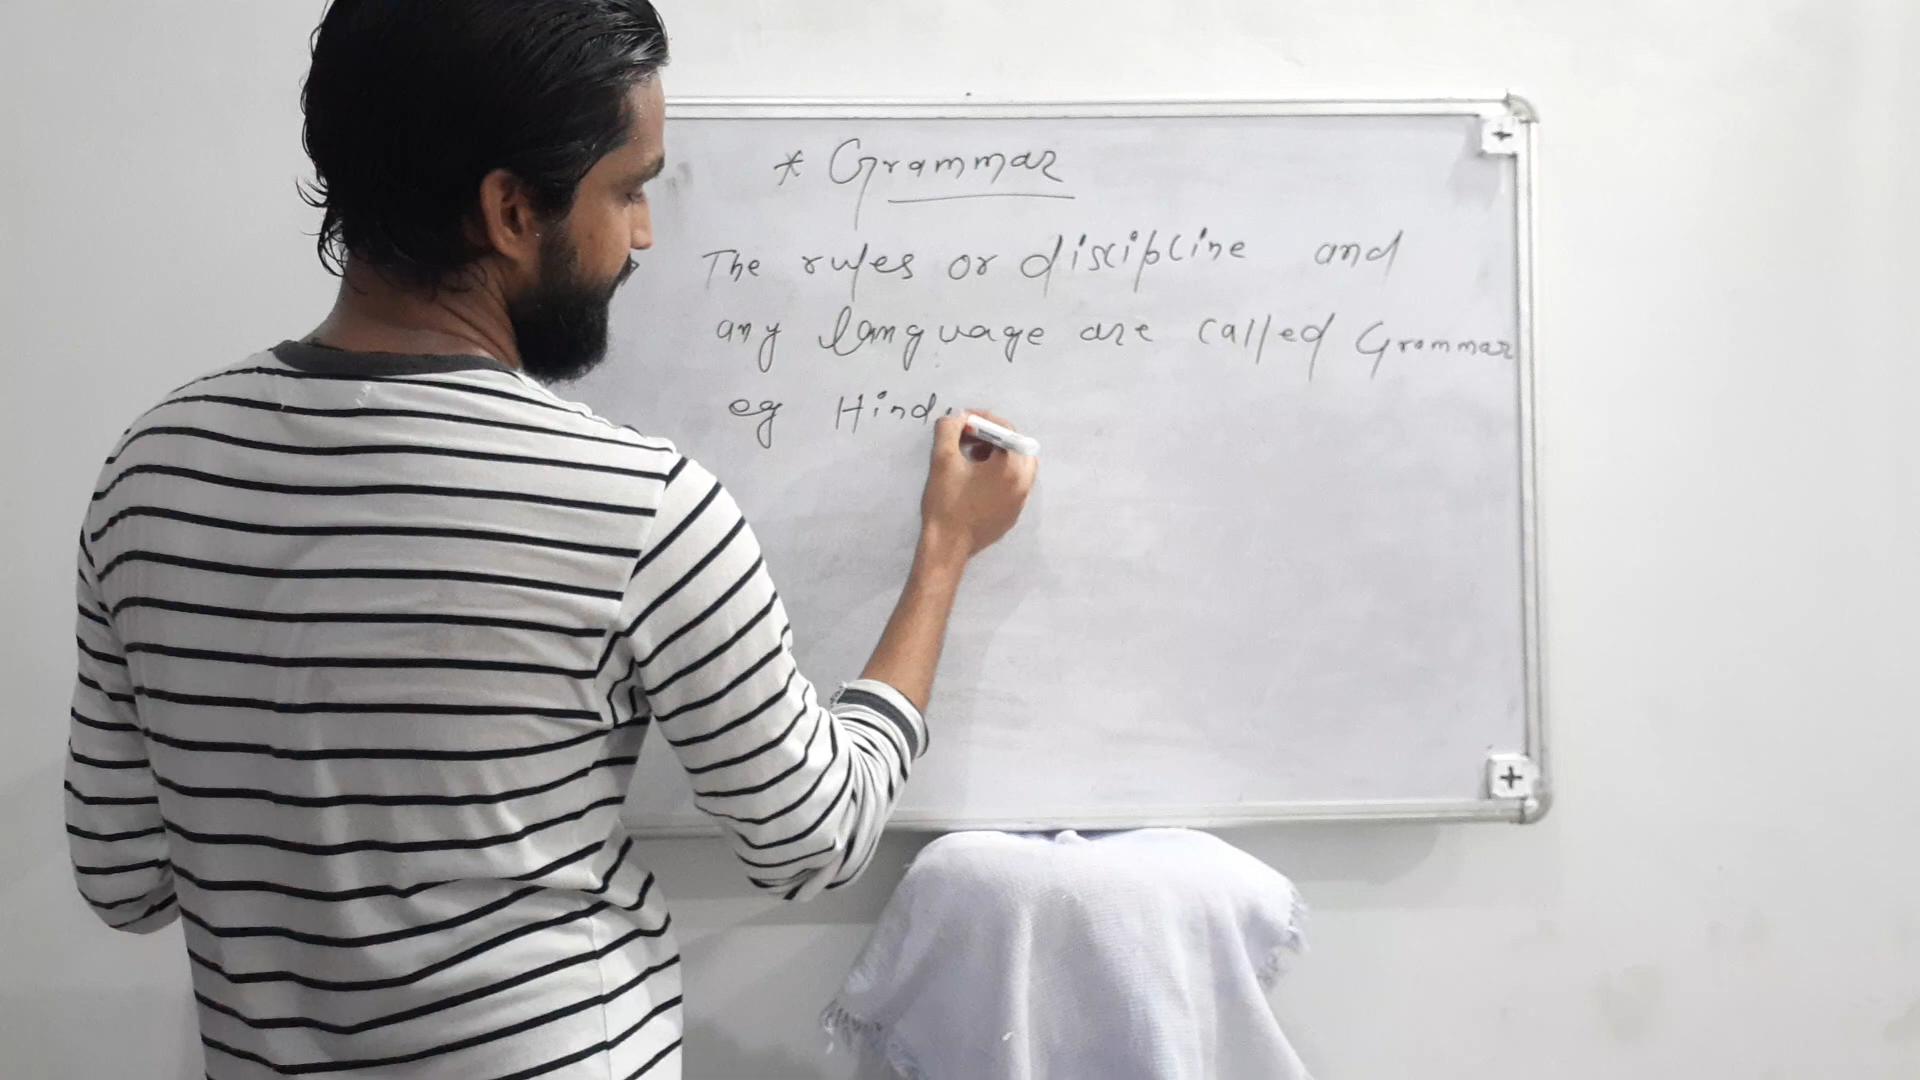 * Grammar
The rules or discipline and
any language are called Grammar
eg Hind